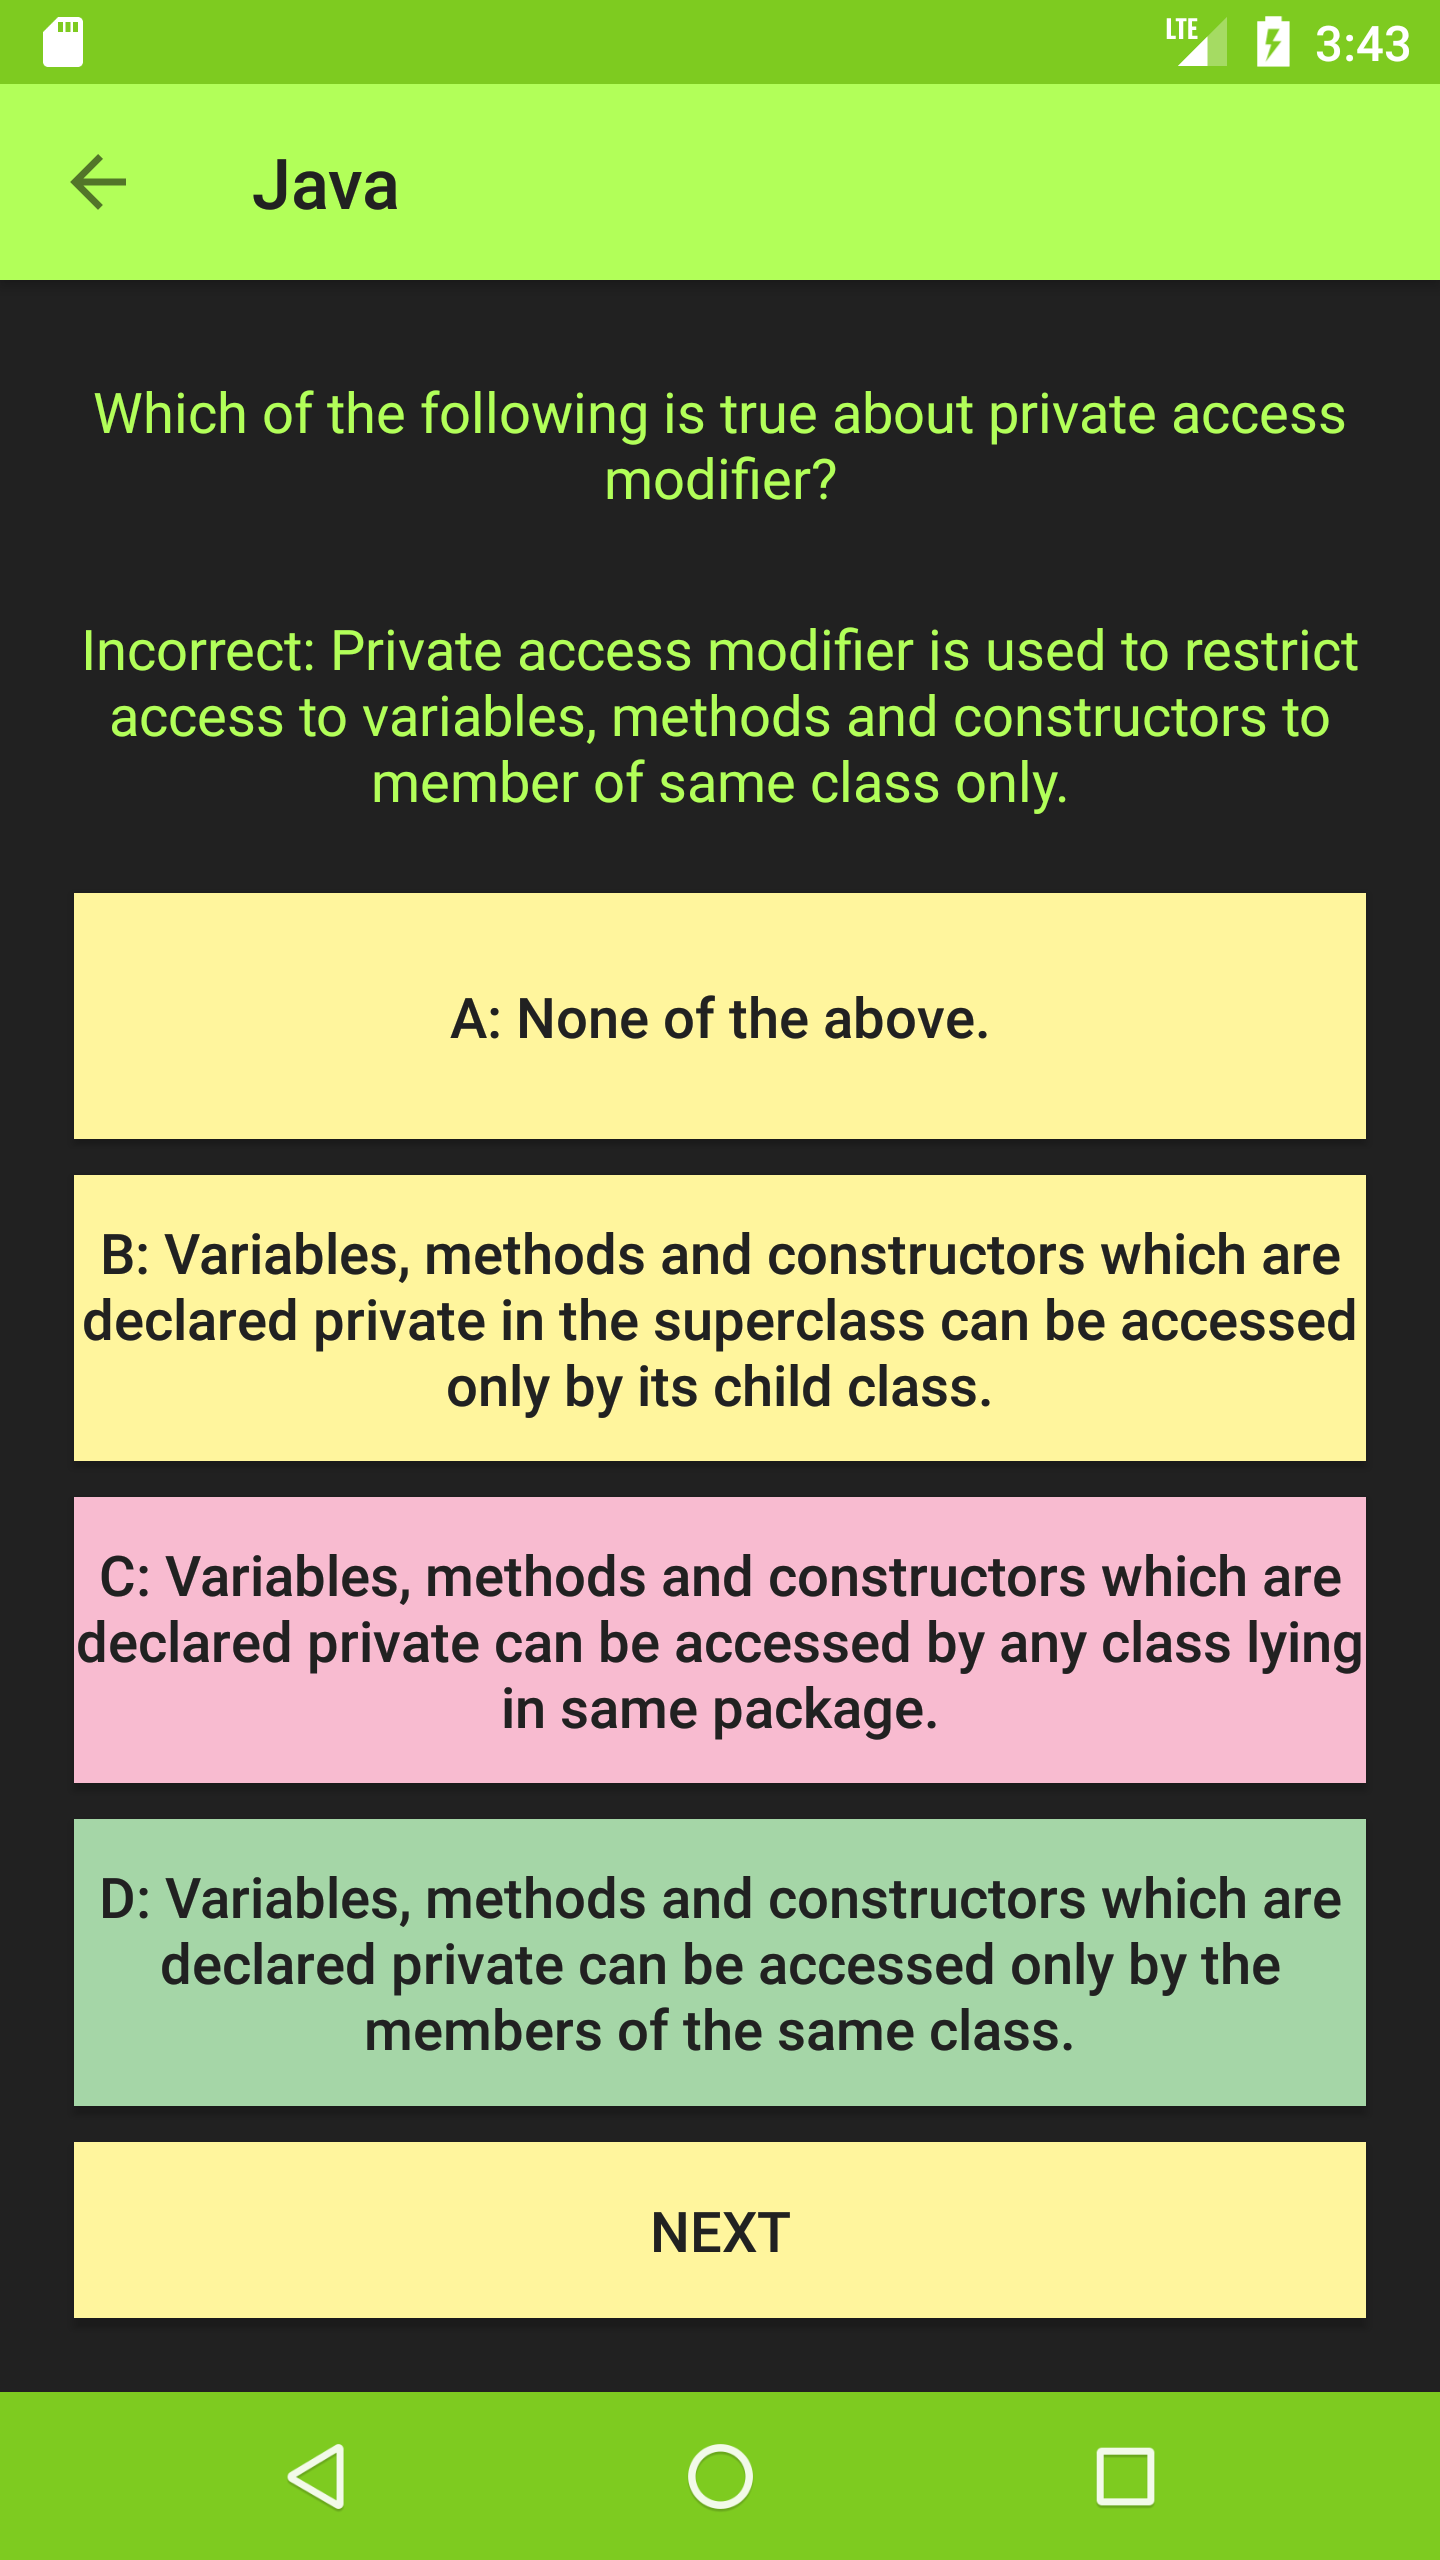 LTE 3:43
Java
Which of the following is true about private access
modifier?
Incorrect: Private access modifier is used to restrict
access to variables, methods and constructors to
member of same class only.
A: None of the above.
B: Variables, methods and constructors which are
declared private in the superclass can be accessed
only by its child class.
C: Variables, methods and constructors which are
declared private can be accessed by any class lying
in same package.
D: Variables, methods and constructors which are
declared private can be accessed only by the
members of the same class.
NEXT